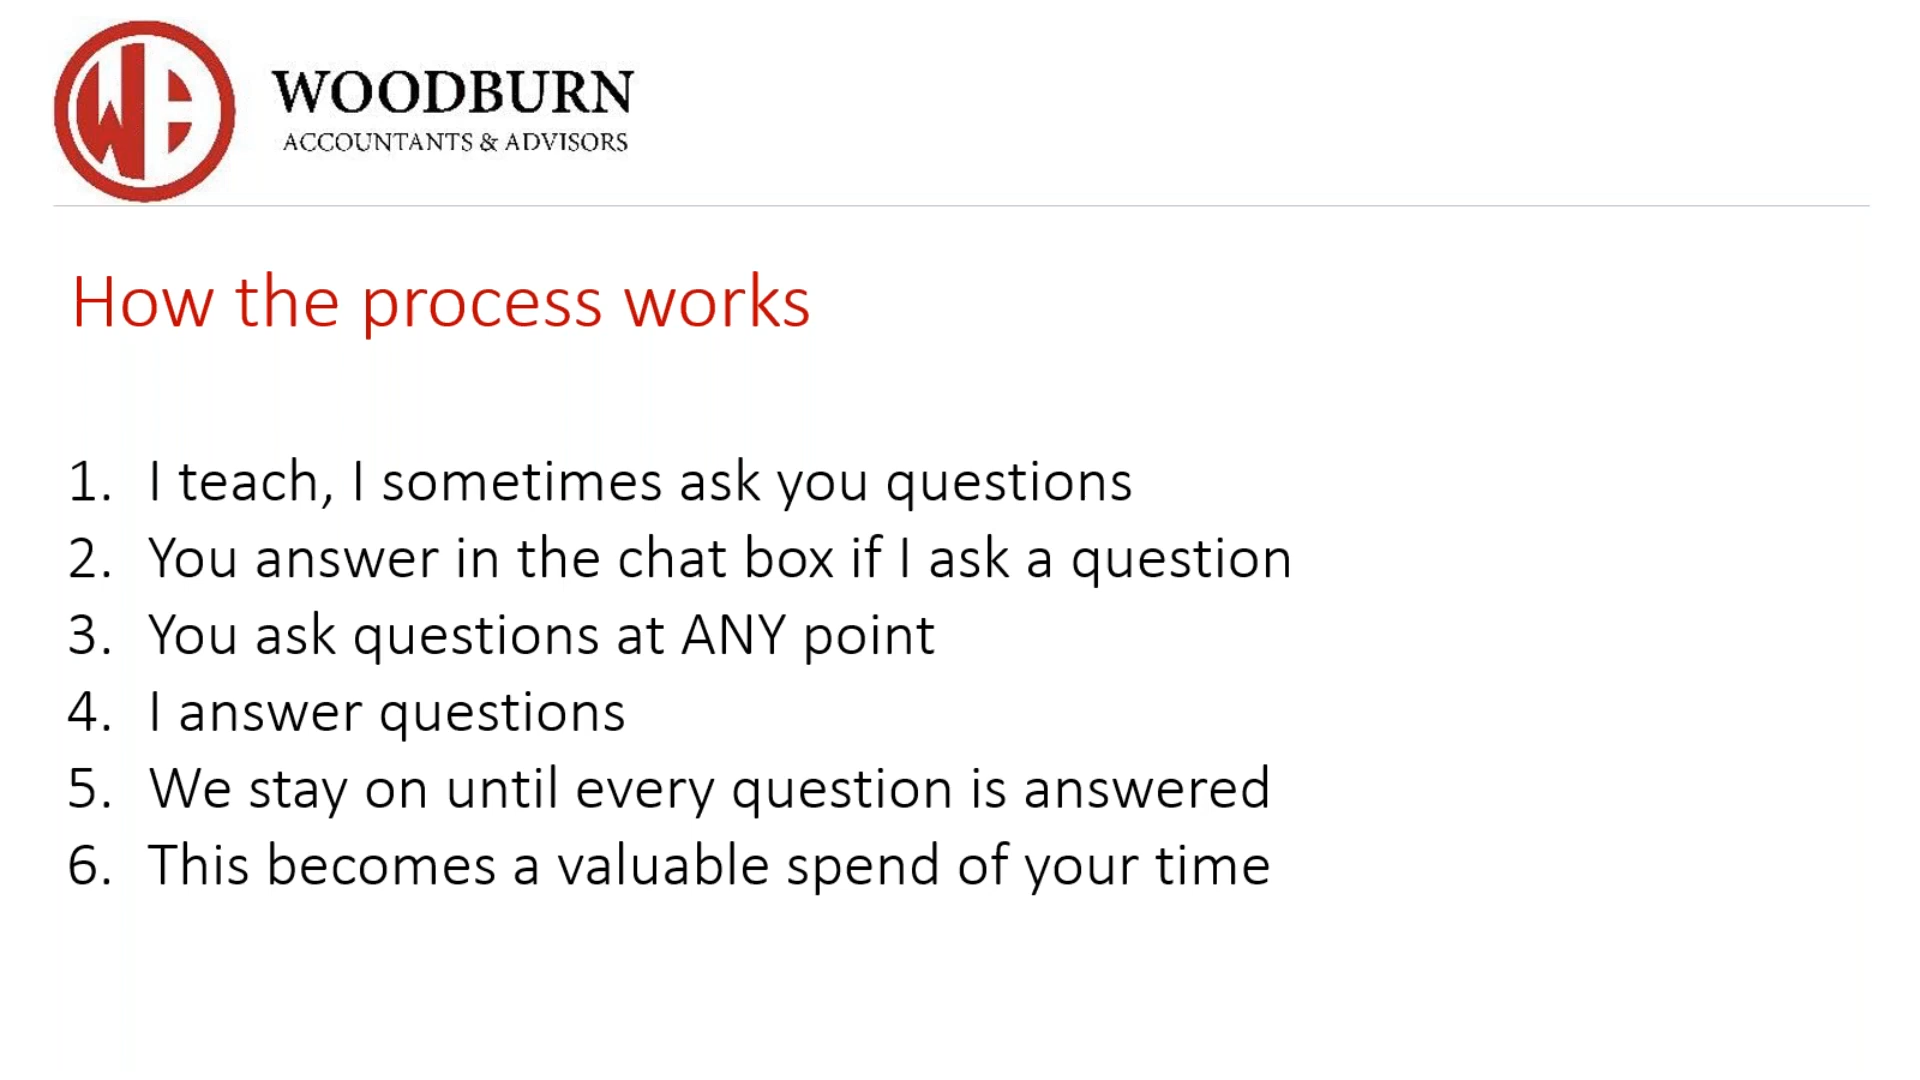 WOODBURN
ACCOUNTANTS & ADVISORS
How the process works
1. I teach, I sometimes ask you questions
2. You answer in the chat box if I ask a question
3. You ask questions at ANY point
4. I answer questions
5. We stay on until every question is answered
6. This becomes a valuable spend of your time